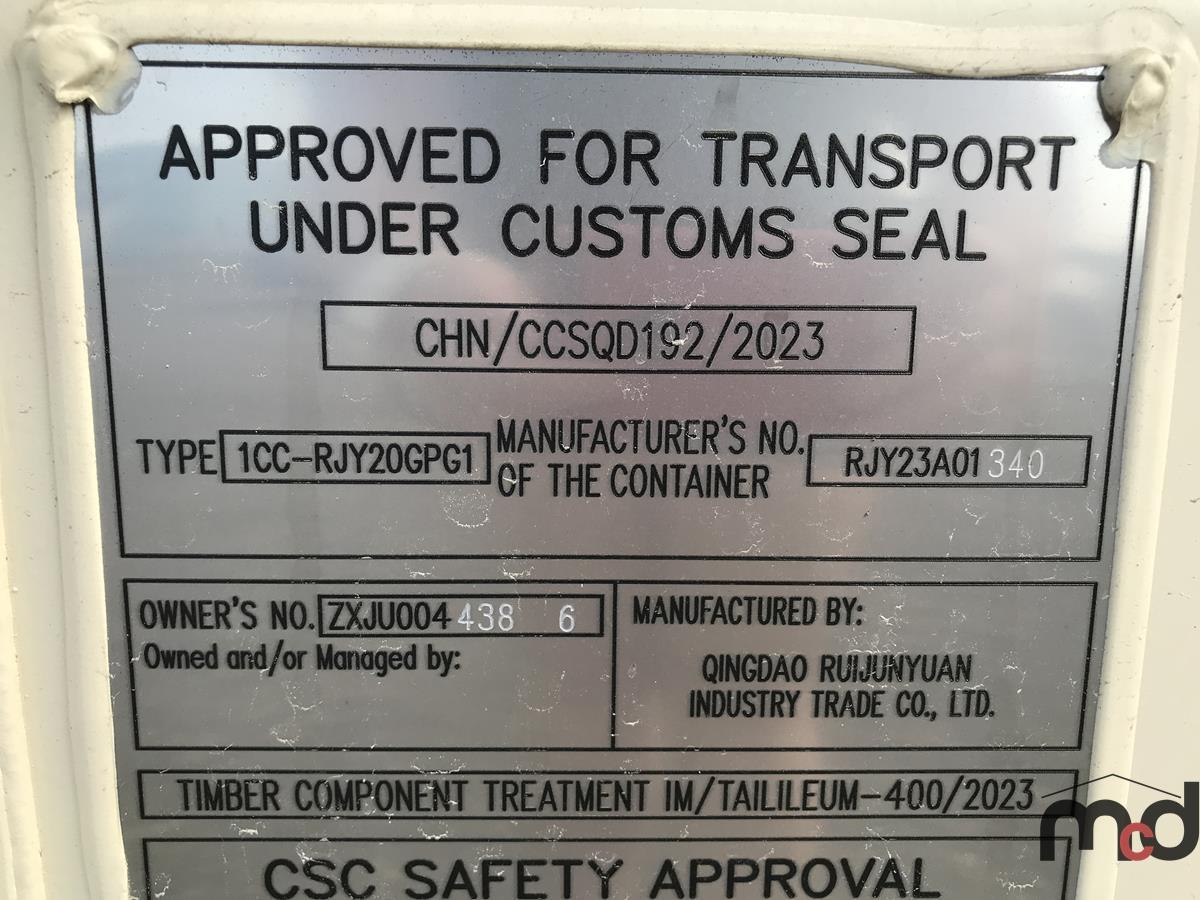 APPROVED FOR TRANSPORT
UNDER CUSTOMS SEAL
CHN/CCSQD192/2023
TYPE 1CC-RJY20GPG1 MANUFACTURER'S NO.
OF THE CONTAINER RJY23A01340
OWNER'S NO. ZXJU004438 6
Owned and/or Managed by:
MANUFACTURED BY:
QINGDAO RUIJUNYUAN
INDUSTRY TRADE CO., LTD.
TIMBER COMPONENT TREATMENT IM/TAILILEUM-400/2023
CSC SAFETY APPROVAL
mcd